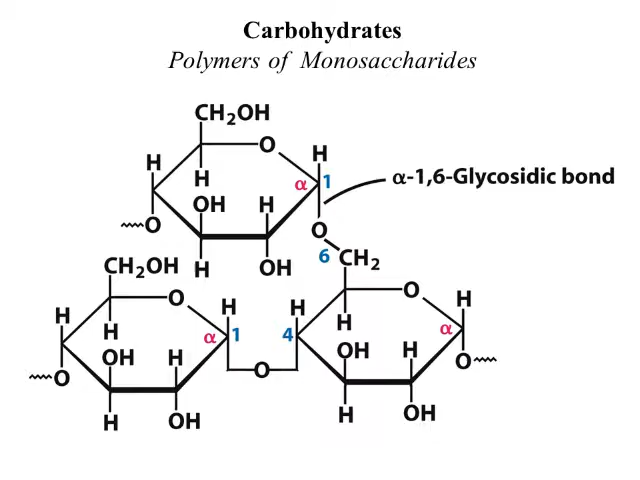 Carbohydrates
Polymers of Monosaccharides
CH₂OH
O
H
H
H
α 1
α-1,6-Glycosidic bond
OH
H
O
O
H
OH
6 CH₂
CH₂OH
O
O
H
H
H
H
H
H
α 1
4
α
OH
H
OH
H
O
O
O
H
OH
H
OH